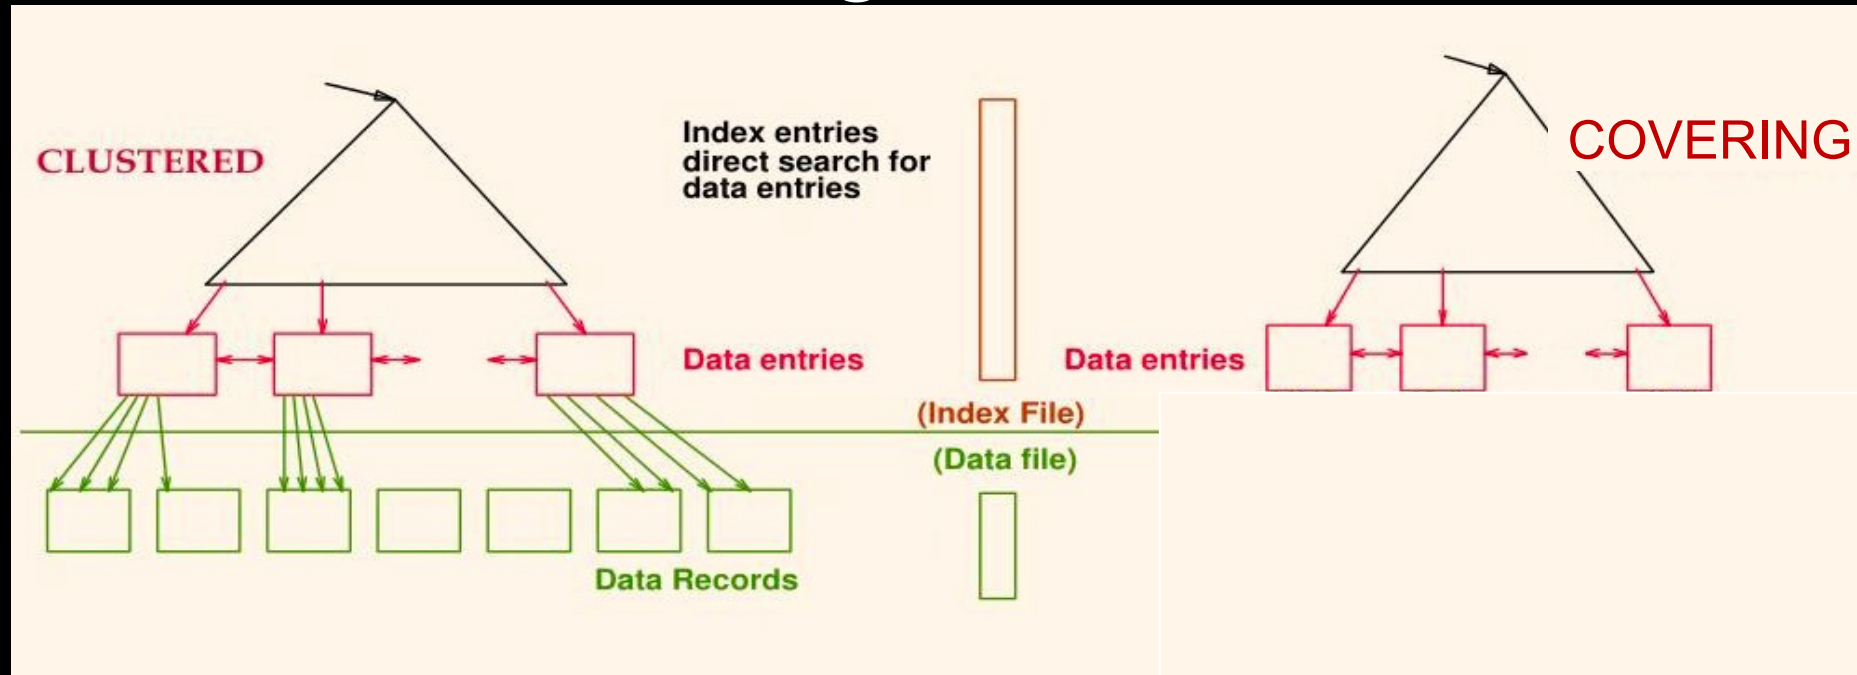 CLUSTERED
Index entries
direct search for
data entries
COVERING
Data entries
Data entries
(Index File)
(Data file)
Data Records